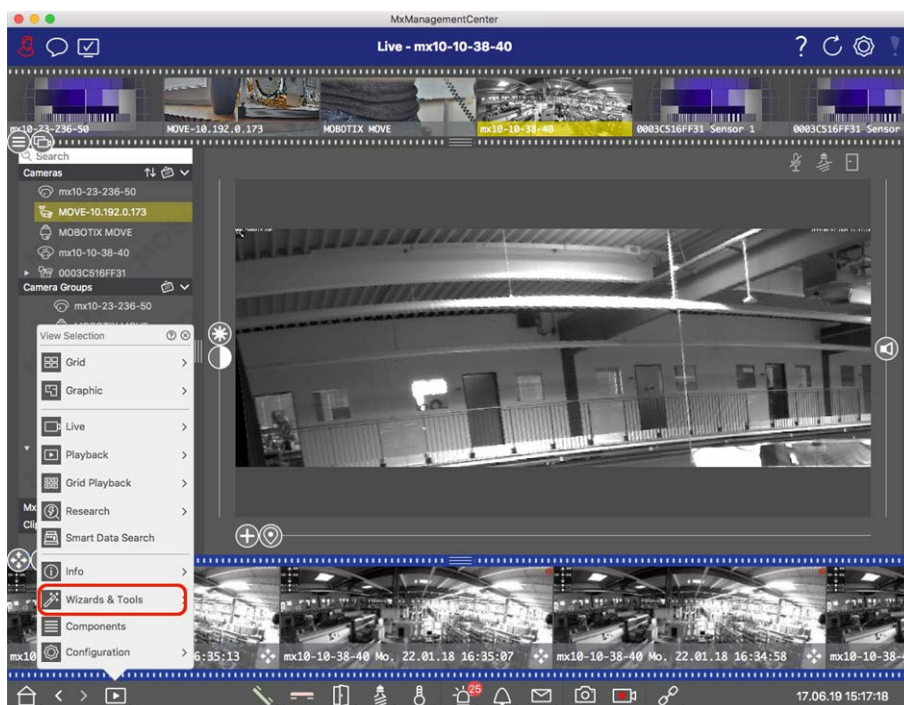 MxManagementCenter
Live - mx10-10-38-40
mx10-23-236-50
MOVE-10.192.0.173
MOBOTIX MOVE
mx10-10-38-40
0003C516FF31 Sensor 1
0003C516FF31 Sensor
Search
Cameras
mx10-23-236-50
MOVE-10.192.0.173
MOBOTIX MOVE
mx10-10-38-40
0003C516FF31
Camera Groups
mx10-23-236-50
View Selection
Grid
Graphic
Live
Playback
Grid Playback
Research
Smart Data Search
Info
Wizards & Tools
Components
Configuration
6:35:13
mx10-10-38-40 Mo. 22.01.18 16:35:07
mx10-10-38-40 Mo. 22.01.18 16:34:58
mx10-10-38-4
25
17.06.19 15:17:18